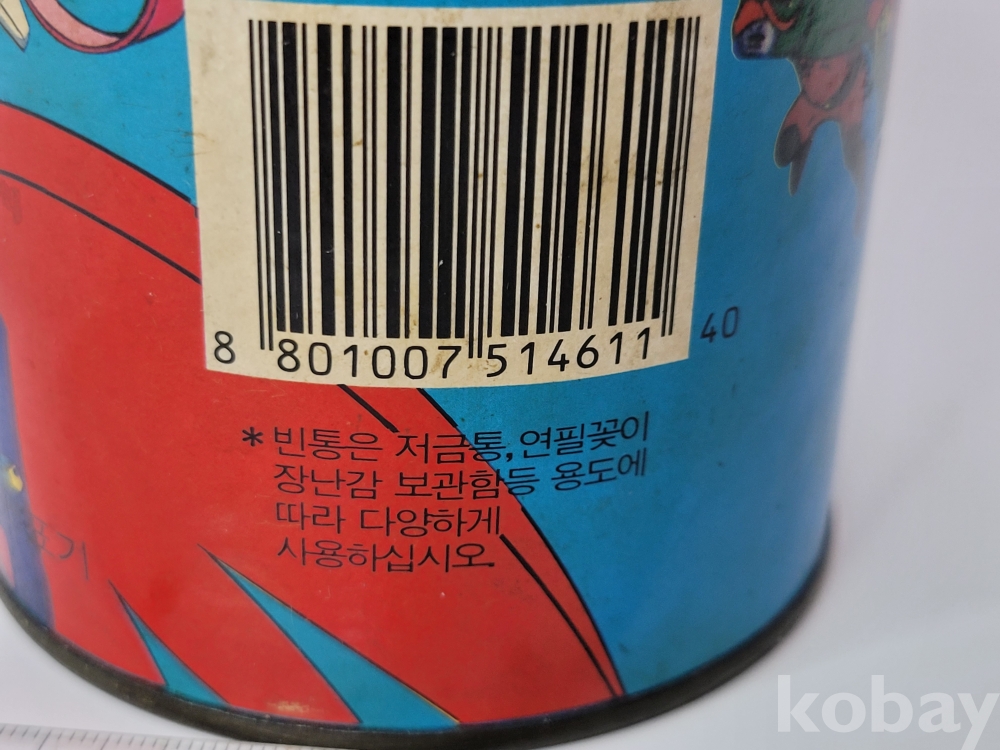 8 801007 514611 40
*빈통은 저금통,연필꽂이
장난감 보관함등 용도에
따라 다양하게
사용하십시오.
기
kobay